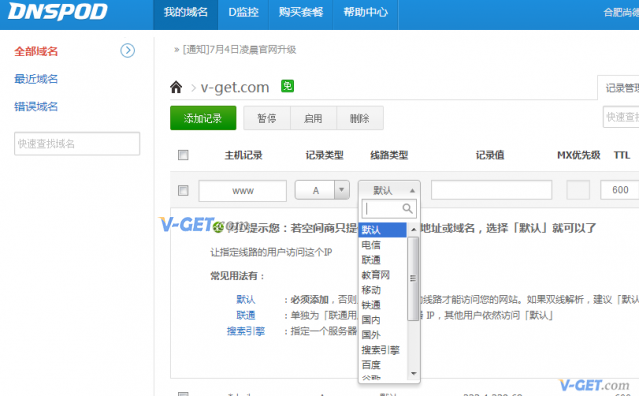 DNSPOD 我的域名 D监控 购买套餐 帮助中心 合肥尚德
全部域名
最近域名
错误域名
快速查找域名
» [通知]7月4日凌晨官网升级
v-get.com 免 记录管理
添加记录 暂停 启用 删除 快速查找
主机记录 记录类型 线路类型 记录值 MX优先级 TTL
www A 默认 600
V-GET.com 提示您：若空间商只提 地址或域名，选择「默认」就可以了
让指定线路的用户访问这个IP
常见用法有：
默认 ：必须添加，否则 的线路才能访问您的网站。如果双线解析，建议「默认
联通 ：单独为「联通用 器 IP，其他用户依然访问「默认」
搜索引擎 ：指定一个服务器
默认
电信
联通
教育网
移动
铁通
国内
国外
搜索引擎
百度
谷歌
V-GET.com